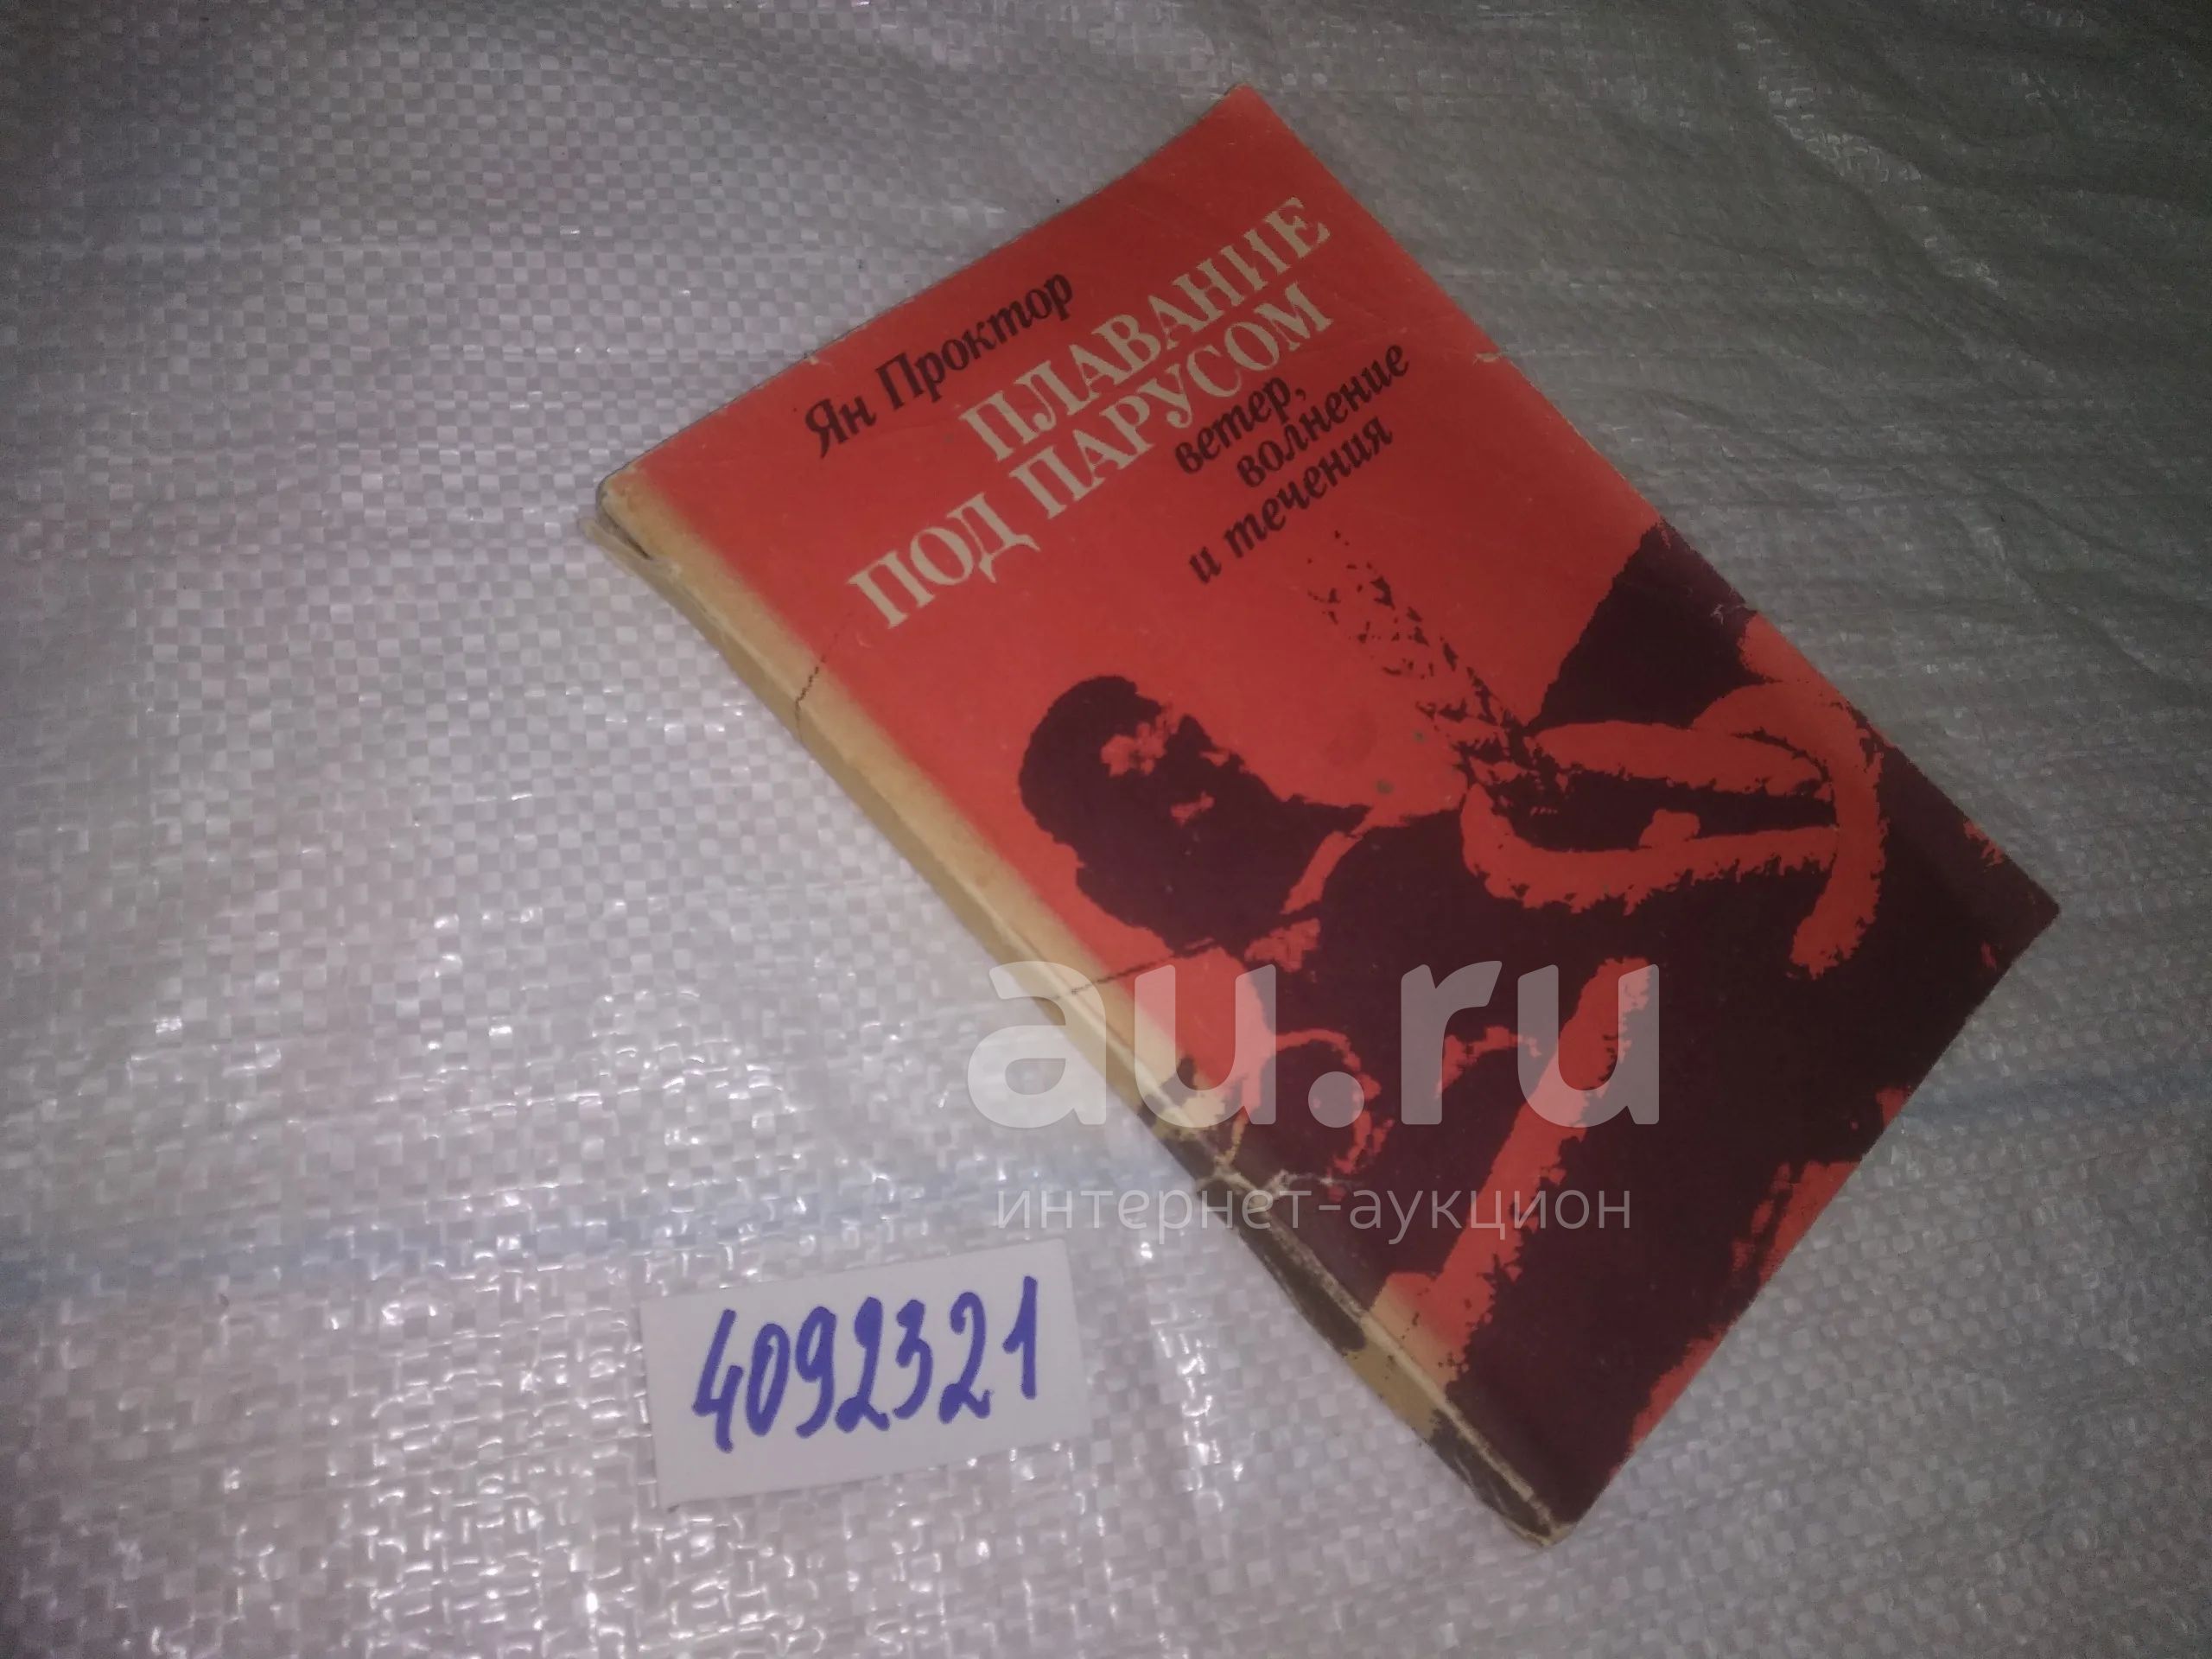 Ян Проктор
ПЛАВАНИЕ
ПОД ПАРУСОМ
ветер,
волнение
и течения
au.ru
интернет-аукцион
4092321